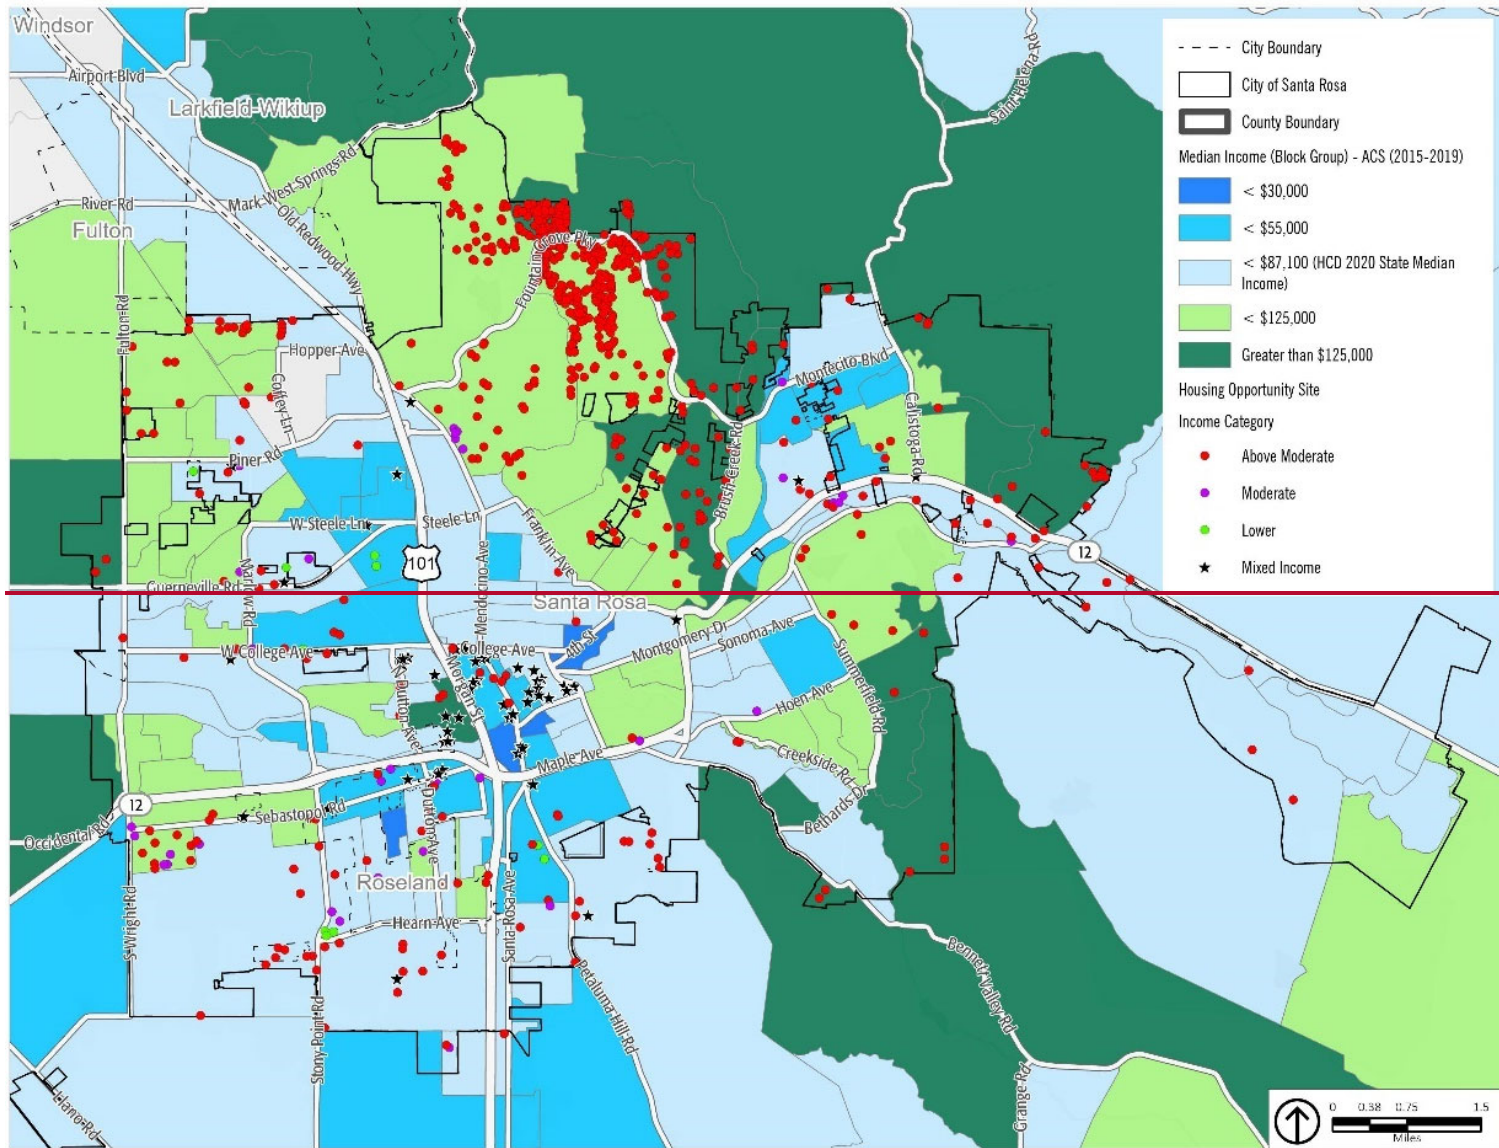 Windsor
Airport Blvd
Larkfield-Wikiup
Saint Helena Rd
Mark West Springs Rd
River Rd
Old Redwood Hwy
Fulton
Fountain Grove Pky
Fulton Rd
Hopper Ave
Coffey Ln
Montecito Blvd
Calistoga Rd
Piner Rd
Brush Creek Rd
W Steele Ln
Steele Ln
Franklin Ave
101
12
Marlow Rd
Guerneville Rd
Mendocino Ave
Santa Rosa
W College Ave
College Ave
4th St
Montgomery Dr
Sonoma Ave
Summerfield Rd
N Dutton Ave
Morgan St
Hoen Ave
Creekside Rd
Maple Ave
Bethards Dr
12
Sebastopol Rd
Occidental Rd
Dutton Ave
Roseland
S Wright Rd
Hearn Ave
Santa Rosa Ave
Petaluma Hill Rd
Bennett Valley Rd
Stony Point Rd
Llano Rd
Grange Rd
City Boundary
City of Santa Rosa
County Boundary
Median Income (Block Group) - ACS (2015-2019)
< $30,000
< $55,000
< $87,100 (HCD 2020 State Median
Income)
< $125,000
Greater than $125,000
Housing Opportunity Site
Income Category
Above Moderate
Moderate
Lower
Mixed Income
0 0.38 0.75 1.5
Miles